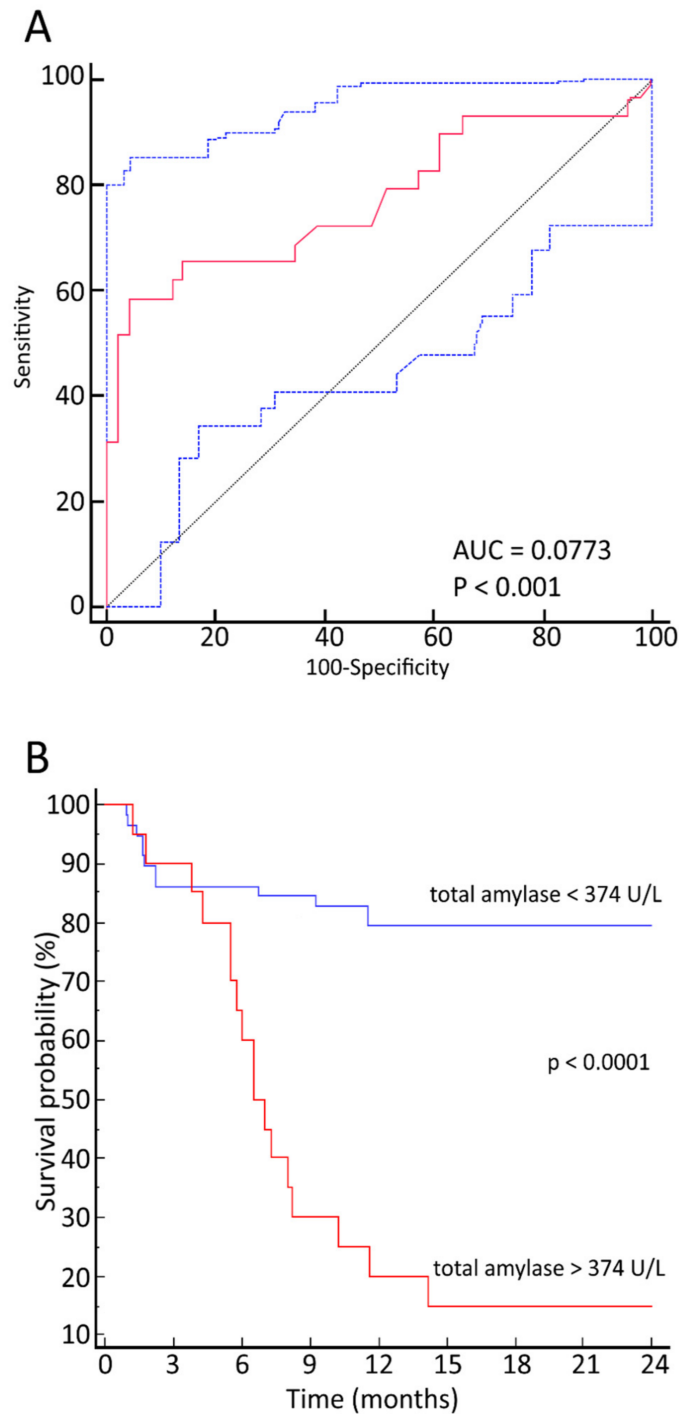 A
100
80
60
40
20
0
Sensitivity
AUC = 0.0773
P < 0.001
0 20 40 60 80 100
100-Specificity
B
100
90
80
70
60
50
40
30
20
10
Survival probability (%)
total amylase < 374 U/L
p < 0.0001
total amylase > 374 U/L
0 3 6 9 12 15 18 21 24
Time (months)